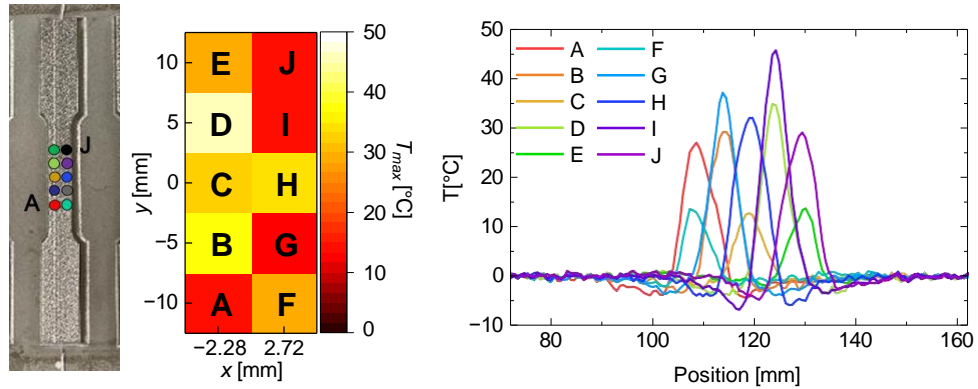 J
A
E J
D I
C H
B G
A F
10
5
0
−5
−10
y [mm]
−2.28 2.72
x [mm]
50
40
30
20
10
0
T_max [°C]
A F
B G
C H
D I
E J
50
40
30
20
10
0
−10
T[°C]
80 100 120 140 160
Position [mm]